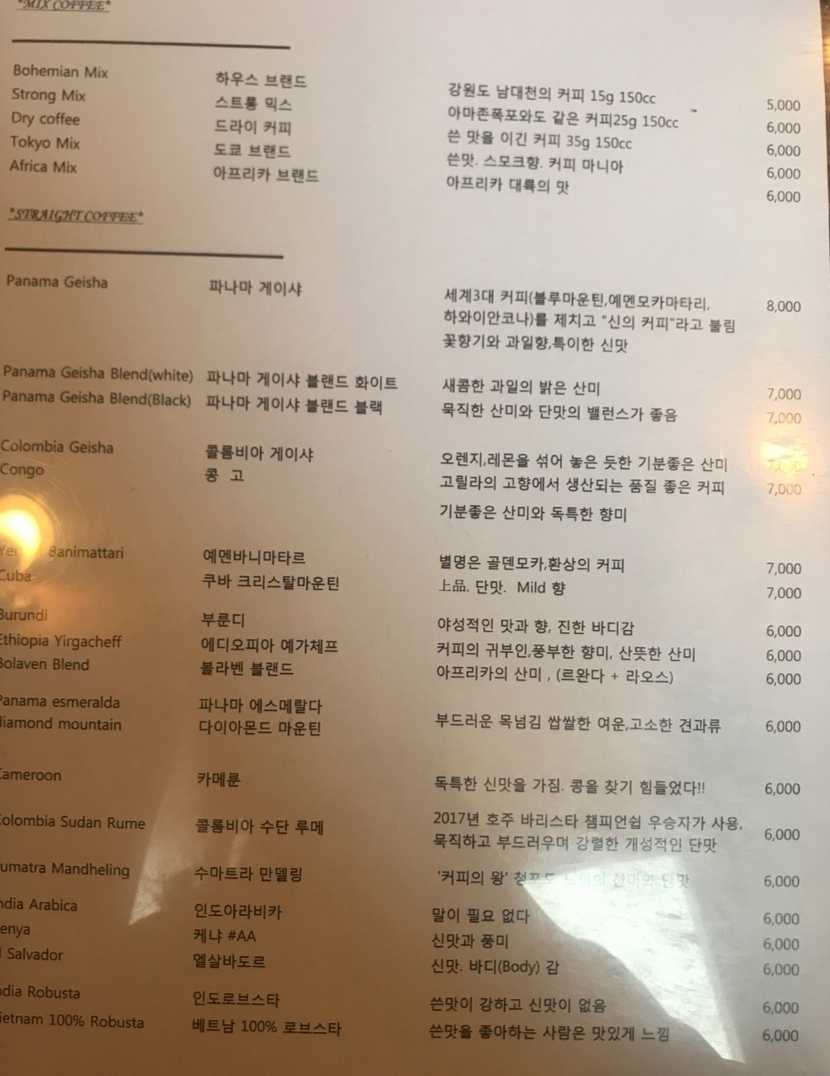 *MIX COFFEE*
Bohemian Mix 하우스 브랜드 강원도 남대천의 커피 15g 150cc 5,000
Strong Mix 스트롱 믹스 아마존폭포와도 같은 커피25g 150cc 6,000
Dry coffee 드라이 커피 쓴 맛을 이긴 커피 35g 150cc 6,000
Tokyo Mix 도쿄 브랜드 쓴맛. 스모크향. 커피 마니아 6,000
Africa Mix 아프리카 브랜드 아프리카 대륙의 맛 6,000
*STRAIGHT COFFEE*
Panama Geisha 파나마 게이샤 세계3대 커피(블루마운틴,예멘모카마타리, 8,000
하와이안코나)를 제치고 "신의 커피"라고 불림
꽃향기와 과일향,특이한 신맛
Panama Geisha Blend(white) 파나마 게이샤 블랜드 화이트 새콤한 과일의 밝은 산미 7,000
Panama Geisha Blend(Black) 파나마 게이샤 블랜드 블랙 묵직한 산미와 단맛의 밸런스가 좋음 7,000
Colombia Geisha 콜롬비아 게이샤 오렌지,레몬을 섞어 놓은 듯한 기분좋은 산미
Congo 콩 고 고릴라의 고향에서 생산되는 품질 좋은 커피 7,000
기분좋은 산미와 독특한 향미
Banimattari 예멘바니마타르 별명은 골덴모카,환상의 커피 7,000
Cuba 쿠바 크리스탈마운틴 上品. 단맛. Mild 향 7,000
Burundi 부룬디 야성적인 맛과 향, 진한 바디감 6,000
Ethiopia Yirgacheff 에디오피아 예가체프 커피의 귀부인,풍부한 향미, 산뜻한 산미 6,000
Bolaven Blend 볼라벤 블랜드 아프리카의 산미 , (르완다 + 라오스) 6,000
Panama esmeralda 파나마 에스메랄다
diamond mountain 다이아몬드 마운틴 부드러운 목넘김 쌉쌀한 여운,고소한 견과류 6,000
Cameroon 카메룬 독특한 신맛을 가짐. 콩을 찾기 힘들었다!! 6,000
Colombia Sudan Rume 콜롬비아 수단 루메 2017년 호주 바리스타 챔피언쉽 우승자가 사용, 6,000
묵직하고 부드러우며 강렬한 개성적인 단맛
umatra Mandheling 수마트라 만델링 '커피의 왕' 청포도 산미와 단맛 6,000
ndia Arabica 인도아라비카 말이 필요 없다 6,000
enya 케냐 #AA 신맛과 풍미 6,000
l Salvador 엘살바도르 신맛. 바디(Body) 감 6,000
dia Robusta 인도로브스타 쓴맛이 강하고 신맛이 없음 6,000
ietnam 100% Robusta 베트남 100% 로브스타 쓴맛을 좋아하는 사람은 맛있게 느낌 6,000